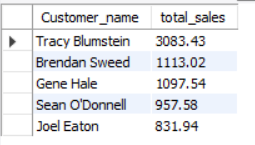 Customer_name total_sales
Tracy Blumstein 3083.43
Brendan Sweed 1113.02
Gene Hale 1097.54
Sean O'Donnell 957.58
Joel Eaton 831.94